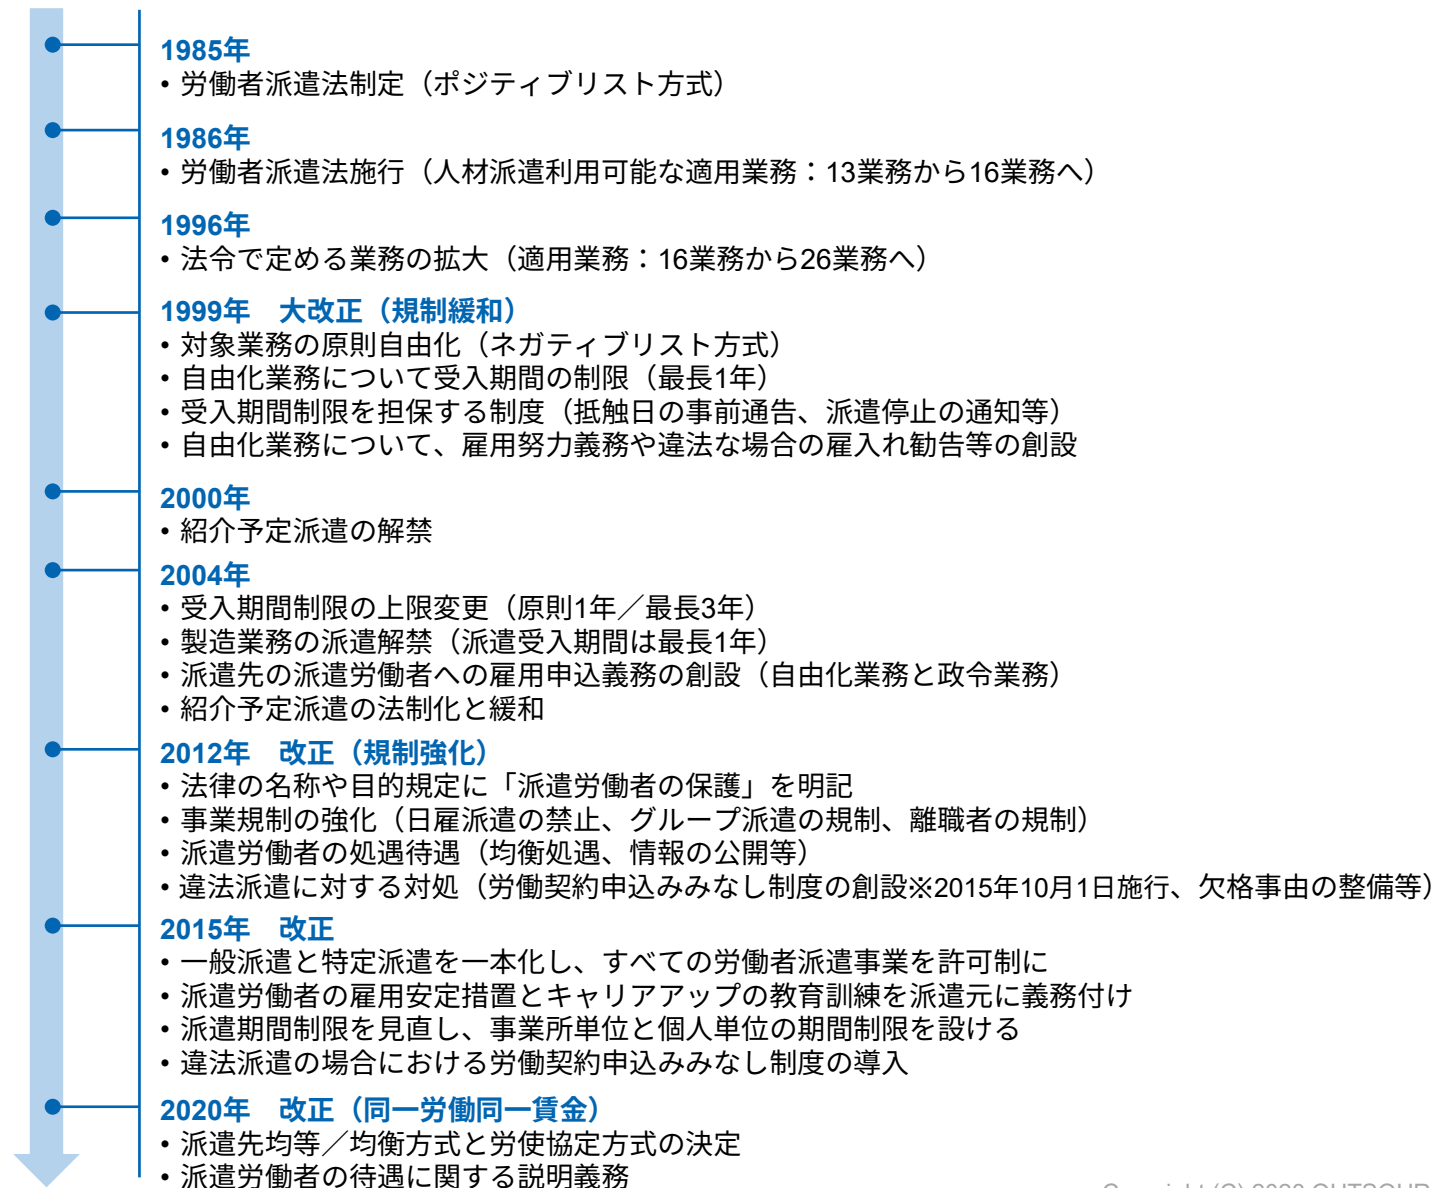 1985年
• 労働者派遣法制定（ポジティブリスト方式）
1986年
• 労働者派遣法施行（人材派遣利用可能な適用業務：13業務から16業務へ）
1996年
• 法令で定める業務の拡大（適用業務：16業務から26業務へ）
1999年　大改正（規制緩和）
• 対象業務の原則自由化（ネガティブリスト方式）
• 自由化業務について受入期間の制限（最長1年）
• 受入期間制限を担保する制度（抵触日の事前通告、派遣停止の通知等）
• 自由化業務について、雇用努力義務や違法な場合の雇入れ勧告等の創設
2000年
• 紹介予定派遣の解禁
2004年
• 受入期間制限の上限変更（原則1年／最長3年）
• 製造業務の派遣解禁（派遣受入期間は最長1年）
• 派遣先の派遣労働者への雇用申込義務の創設（自由化業務と政令業務）
• 紹介予定派遣の法制化と緩和
2012年　改正（規制強化）
• 法律の名称や目的規定に「派遣労働者の保護」を明記
• 事業規制の強化（日雇派遣の禁止、グループ派遣の規制、離職者の規制）
• 派遣労働者の処遇待遇（均衡処遇、情報の公開等）
• 違法派遣に対する対処（労働契約申込みみなし制度の創設※2015年10月1日施行、欠格事由の整備等）
2015年　改正
• 一般派遣と特定派遣を一本化し、すべての労働者派遣事業を許可制に
• 派遣労働者の雇用安定措置とキャリアアップの教育訓練を派遣元に義務付け
• 派遣期間制限を見直し、事業所単位と個人単位の期間制限を設ける
• 違法派遣の場合における労働契約申込みみなし制度の導入
2020年　改正（同一労働同一賃金）
• 派遣先均等／均衡方式と労使協定方式の決定
• 派遣労働者の待遇に関する説明義務